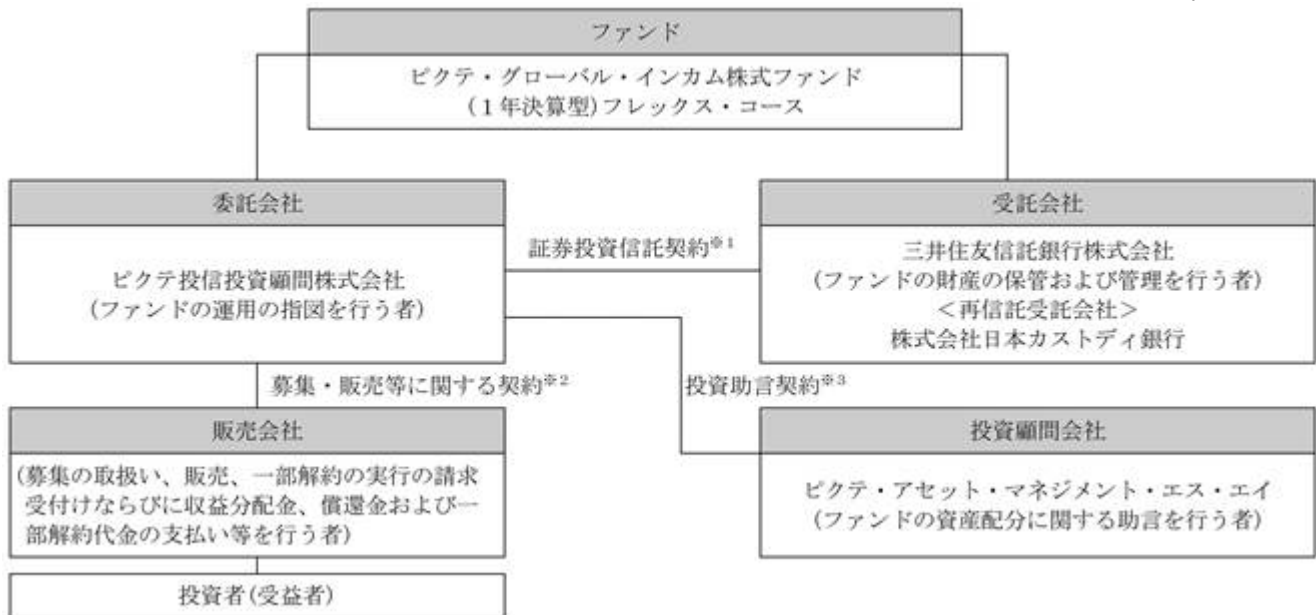 ファンド
ピクテ・グローバル・インカム株式ファンド
(1年決算型)フレックス・コース
委託会社
ピクテ投信投資顧問株式会社
(ファンドの運用の指図を行う者)
証券投資信託契約※1
受託会社
三井住友信託銀行株式会社
(ファンドの財産の保管および管理を行う者)
<再信託受託会社>
株式会社日本カストディ銀行
募集・販売等に関する契約※2
投資助言契約※3
販売会社
(募集の取扱い、販売、一部解約の実行の請求
受付けならびに収益分配金、償還金および一
部解約代金の支払い等を行う者)
投資顧問会社
ピクテ・アセット・マネジメント・エス・エイ
(ファンドの資産配分に関する助言を行う者)
投資者(受益者)